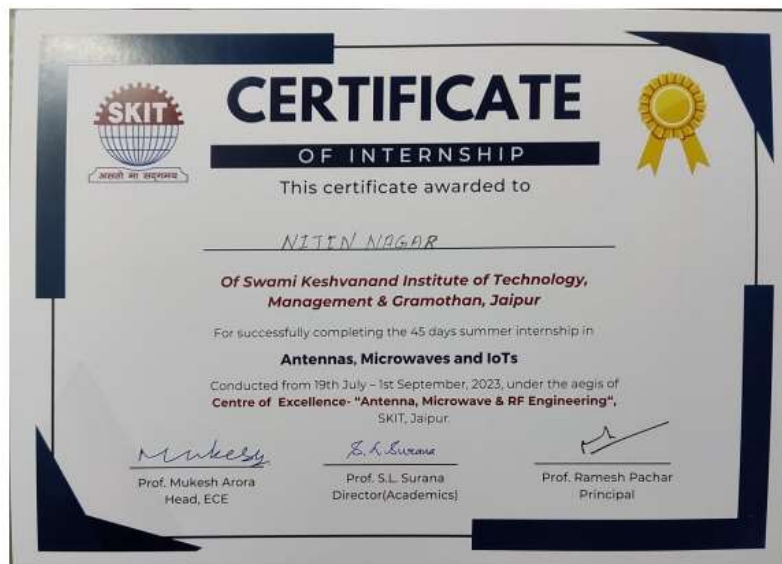 SKIT
असतो मा सद्गमय
CERTIFICATE
OF INTERNSHIP
This certificate awarded to
NITIN NAGAR
Of Swami Keshvanand Institute of Technology,
Management & Gramothan, Jaipur
For successfully completing the 45 days summer internship in
Antennas, Microwaves and IoTs
Conducted from 19th July – 1st September, 2023, under the aegis of
Centre of Excellence- "Antenna, Microwave & RF Engineering",
SKIT, Jaipur.
Mukesh
S. L. Surana
Prof. Mukesh Arora
Head, ECE
Prof. S.L. Surana
Director(Academics)
Prof. Ramesh Pachar
Principal